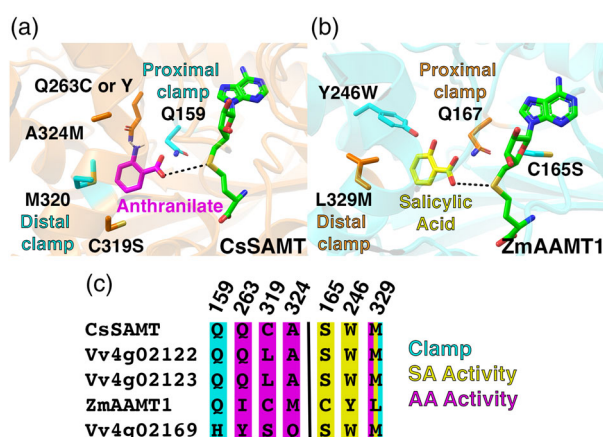 (a)
Q263C or Y
Proximal
clamp
Q159
A324M
M320
Distal
clamp
Anthranilate
C319S
CsSAMT
(b)
Y246W
Proximal
clamp
Q167
C165S
L329M
Distal
clamp
Salicylic
Acid
ZmAAMT1
(c)
159 263 319 324 165 246 329
CsSAMT Q Q C A S W M
Vv4g02122 Q Q L A S W M
Vv4g02123 Q Q L A S W M
ZmAAMT1 Q I C M C Y L
Vv4g02169 H Y S Q S W M
Clamp
SA Activity
AA Activity